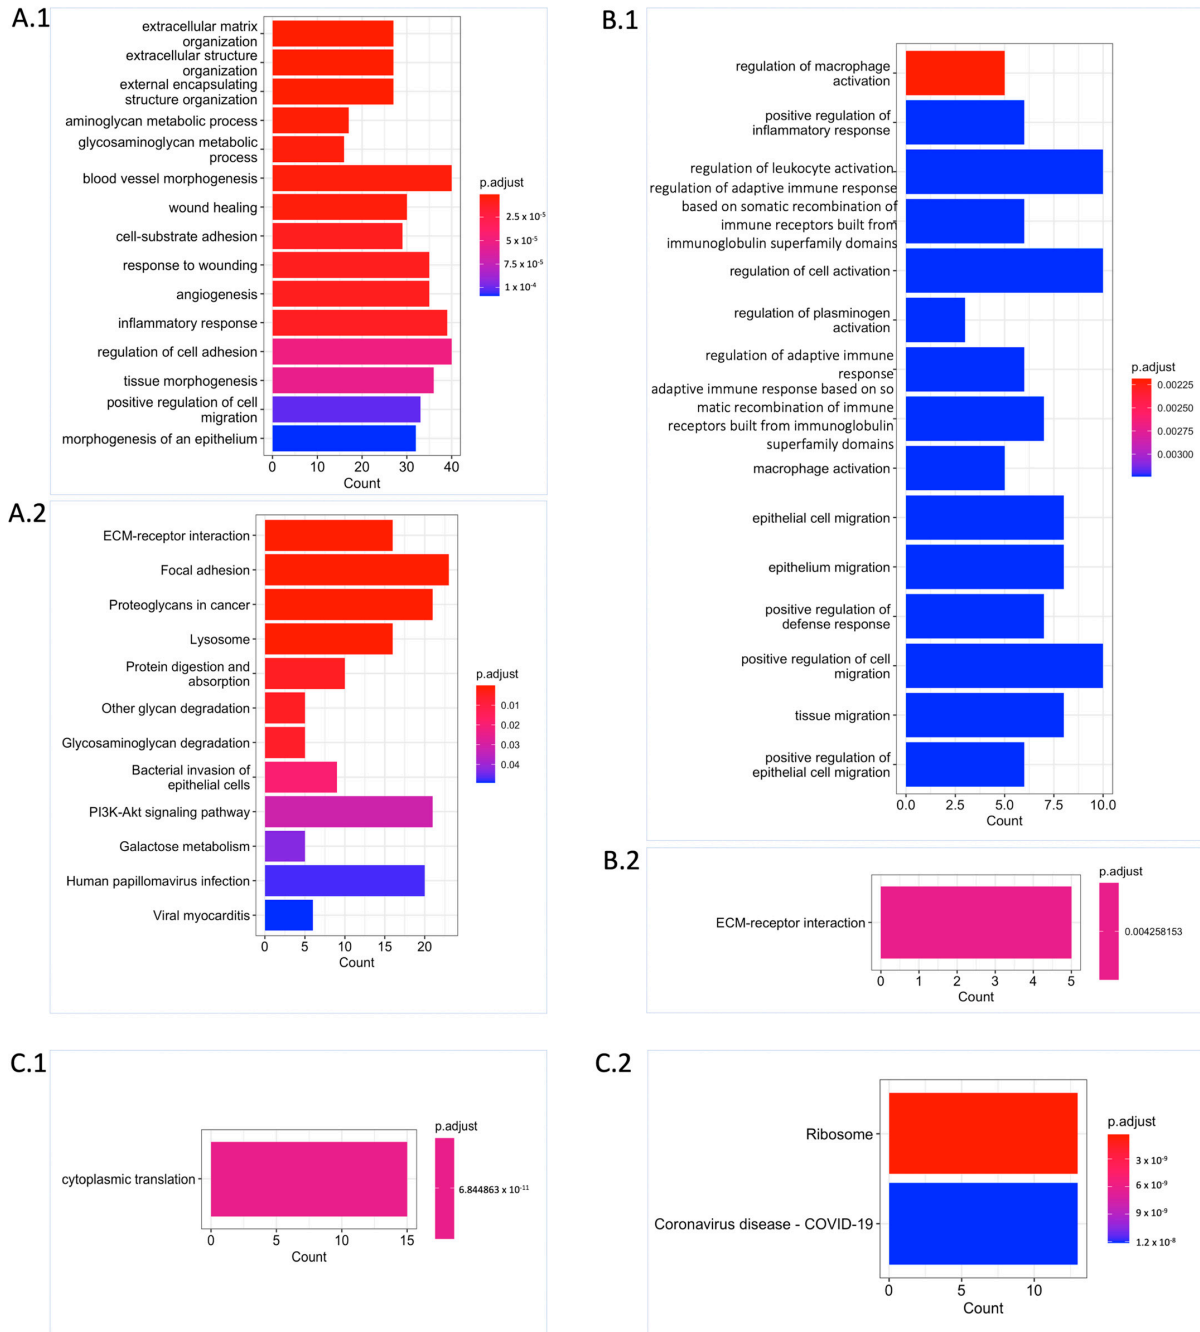 A.1
extracellular matrix
organization
extracellular structure
organization
external encapsulating
structure organization
aminoglycan metabolic process
glycosaminoglycan metabolic
process
blood vessel morphogenesis
wound healing
cell-substrate adhesion
response to wounding
angiogenesis
inflammatory response
regulation of cell adhesion
tissue morphogenesis
positive regulation of cell
migration
morphogenesis of an epithelium
0 10 20 30 40
Count
p.adjust
2.5 x 10⁻⁵
5 x 10⁻⁵
7.5 x 10⁻⁵
1 x 10⁻⁴
B.1
regulation of macrophage
activation
positive regulation of
inflammatory response
regulation of leukocyte activation
regulation of adaptive immune response
based on somatic recombination of
immune receptors built from
immunoglobulin superfamily domains
regulation of cell activation
regulation of plasminogen
activation
regulation of adaptive immune
response
adaptive immune response based on so
matic recombination of immune
receptors built from immunoglobulin
superfamily domains
macrophage activation
epithelial cell migration
epithelium migration
positive regulation of
defense response
positive regulation of cell
migration
tissue migration
positive regulation of
epithelial cell migration
0.0 2.5 5.0 7.5 10.0
Count
p.adjust
0.00225
0.00250
0.00275
0.00300
A.2
ECM-receptor interaction
Focal adhesion
Proteoglycans in cancer
Lysosome
Protein digestion and
absorption
Other glycan degradation
Glycosaminoglycan degradation
Bacterial invasion of
epithelial cells
PI3K-Akt signaling pathway
Galactose metabolism
Human papillomavirus infection
Viral myocarditis
0 5 10 15 20
Count
p.adjust
0.01
0.02
0.03
0.04
B.2
ECM-receptor interaction
0 1 2 3 4 5
Count
p.adjust
0.004258153
C.1
cytoplasmic translation
0 5 10 15
Count
p.adjust
6.844863 x 10⁻¹¹
C.2
Ribosome
Coronavirus disease - COVID-19
0 5 10
Count
p.adjust
3 x 10⁻⁹
6 x 10⁻⁹
9 x 10⁻⁹
1.2 x 10⁻⁸